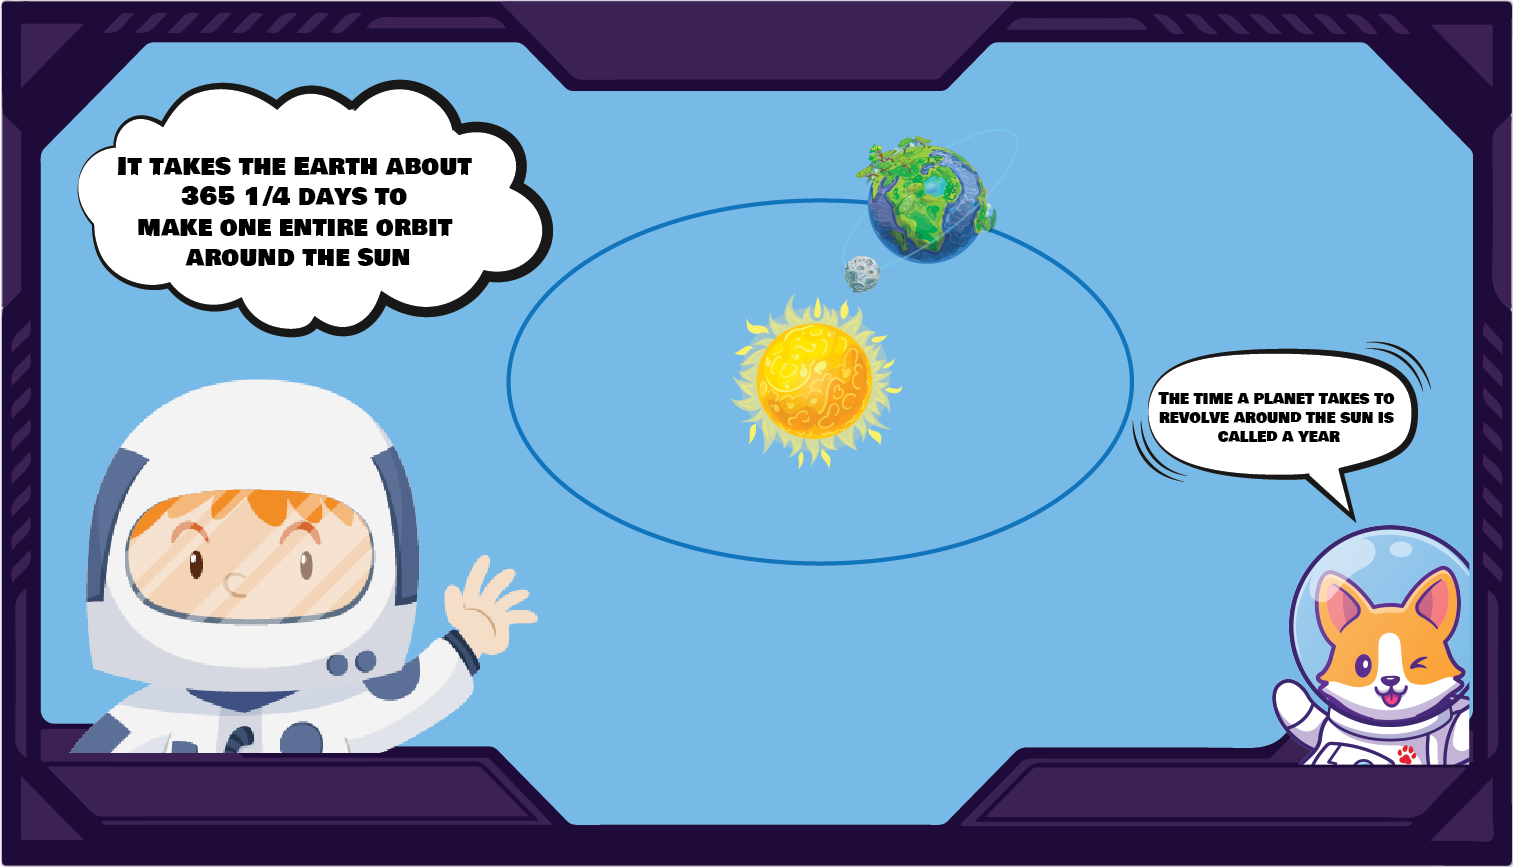 It takes the Earth about
365 1/4 days to
make one entire orbit
around the Sun
The time a planet takes to
revolve around the sun is
called a year